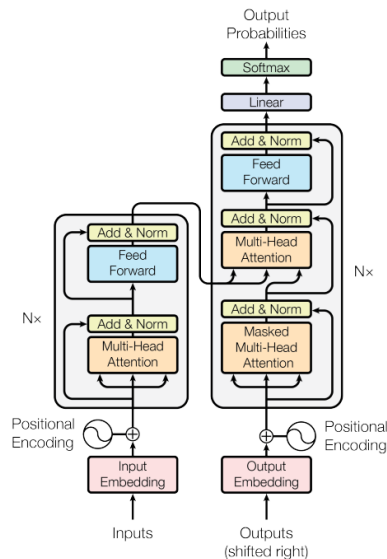 Output
Probabilities
Softmax
Linear
Add & Norm
Feed
Forward
Add & Norm
Multi-Head
Attention
Add & Norm
Masked
Multi-Head
Attention
N×
Add & Norm
Feed
Forward
N×
Add & Norm
Multi-Head
Attention
Positional
Encoding
Positional
Encoding
Input
Embedding
Output
Embedding
Inputs
Outputs
(shifted right)